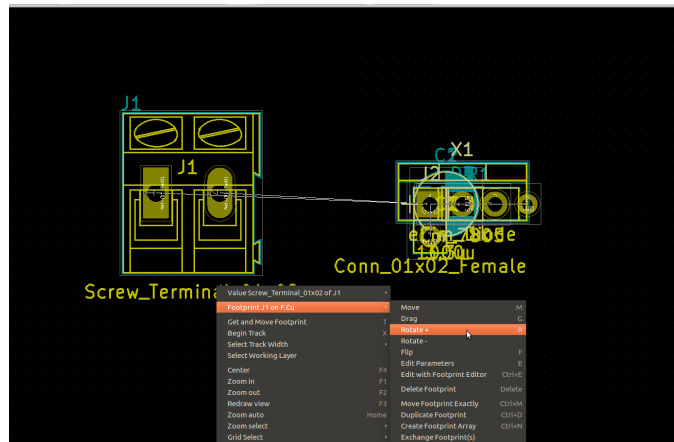 J1
X1
J1
Conn_01x02_Female
Screw_Termin
Value Screw_Terminal_01x02 of J1
Footprint J1 on F.Cu
Get and Move Footprint T
Begin Track X
Select Track Width
Select Working Layer
Center F4
Zoom in F1
Zoom out F2
Redraw view F3
Zoom auto Home
Zoom select
Grid Select
Move M
Drag G
Rotate + R
Rotate -
Flip F
Edit Parameters E
Edit with Footprint Editor Ctrl+E
Delete Footprint Delete
Move Footprint Exactly Ctrl+M
Duplicate Footprint Ctrl+D
Create Footprint Array Ctrl+N
Exchange Footprint(s)